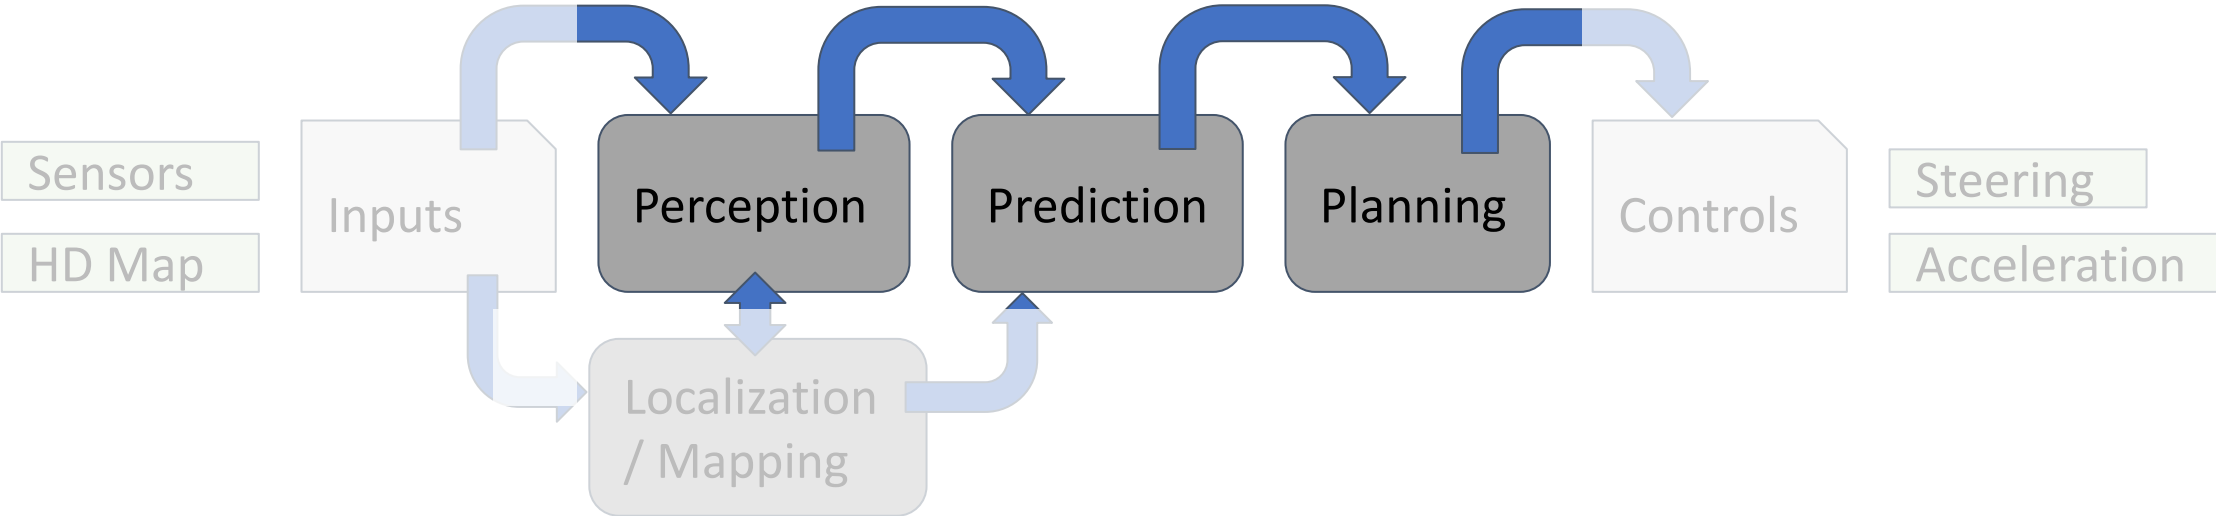 Sensors
HD Map
Inputs
Perception
Prediction
Planning
Controls
Steering
Acceleration
Localization
/ Mapping